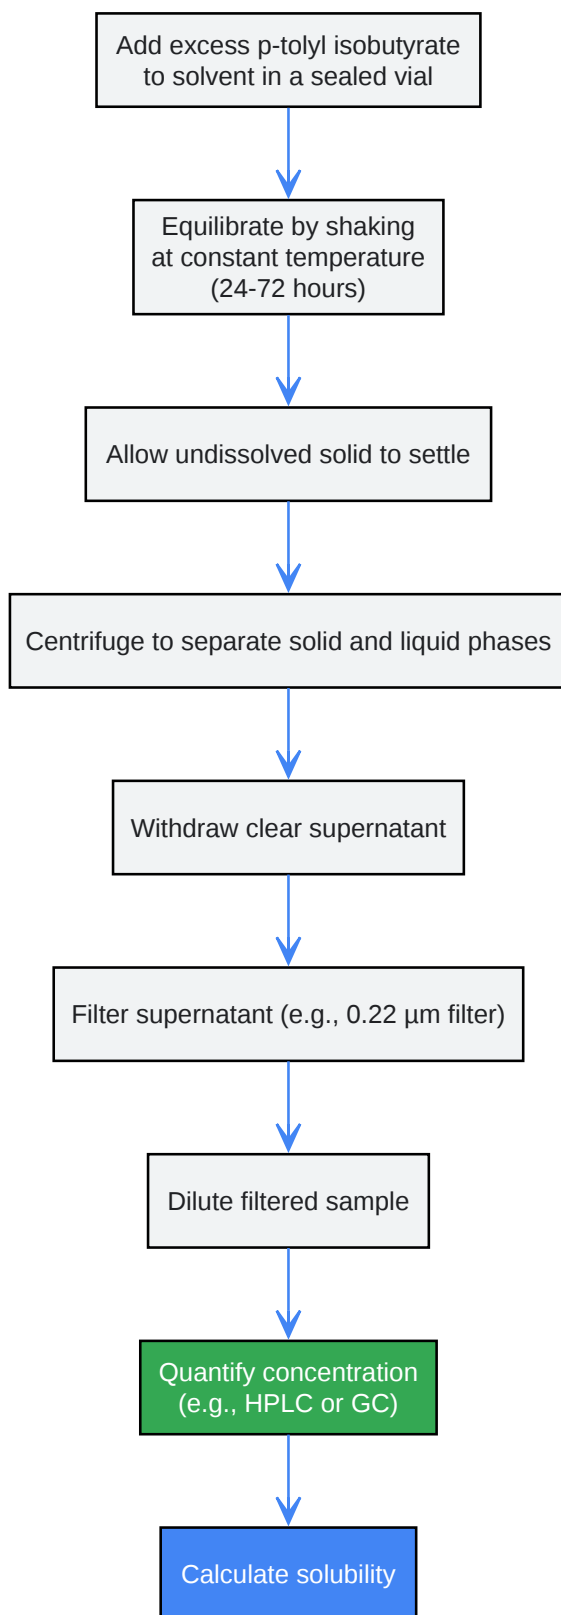 Add excess p-tolyl isobutyrate
to solvent in a sealed vial
Equilibrate by shaking
at constant temperature
(24-72 hours)
Allow undissolved solid to settle
Centrifuge to separate solid and liquid phases
Withdraw clear supernatant
Filter supernatant (e.g., 0.22 µm filter)
Dilute filtered sample
Quantify concentration
(e.g., HPLC or GC)
Calculate solubility